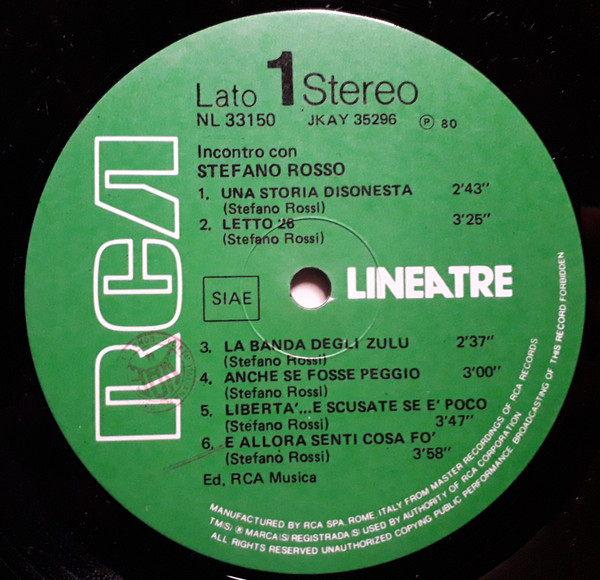 Lato 1 Stereo
NL 33150 JKAY 35296 Ⓟ 80
Incontro con
STEFANO ROSSO
1. UNA STORIA DISONESTA 2'43"
(Stefano Rossi)
2. LETTO 26 3'25"
(Stefano Rossi)
RCA
SIAE
LINEATRE
3. LA BANDA DEGLI ZULU 2'37"
(Stefano Rossi)
4. ANCHE SE FOSSE PEGGIO 3'00"
(Stefano Rossi)
5. LIBERTA'...E SCUSATE SE E' POCO
(Stefano Rossi) 3'47"
6. E ALLORA SENTI COSA FO'
(Stefano Rossi) 3'58"
Ed, RCA Musica
MANUFACTURED BY RCA SPA, ROME, ITALY, FROM MASTER RECORDINGS OF RCA RECORDS
TM(S) ® MARCA(S) REGISTRADA(S) USED BY AUTHORITY OF RCA CORPORATION
ALL RIGHTS RESERVED UNAUTHORIZED COPYING PUBLIC PERFORMANCE BROADCASTING OF THIS RECORD FORBIDDEN